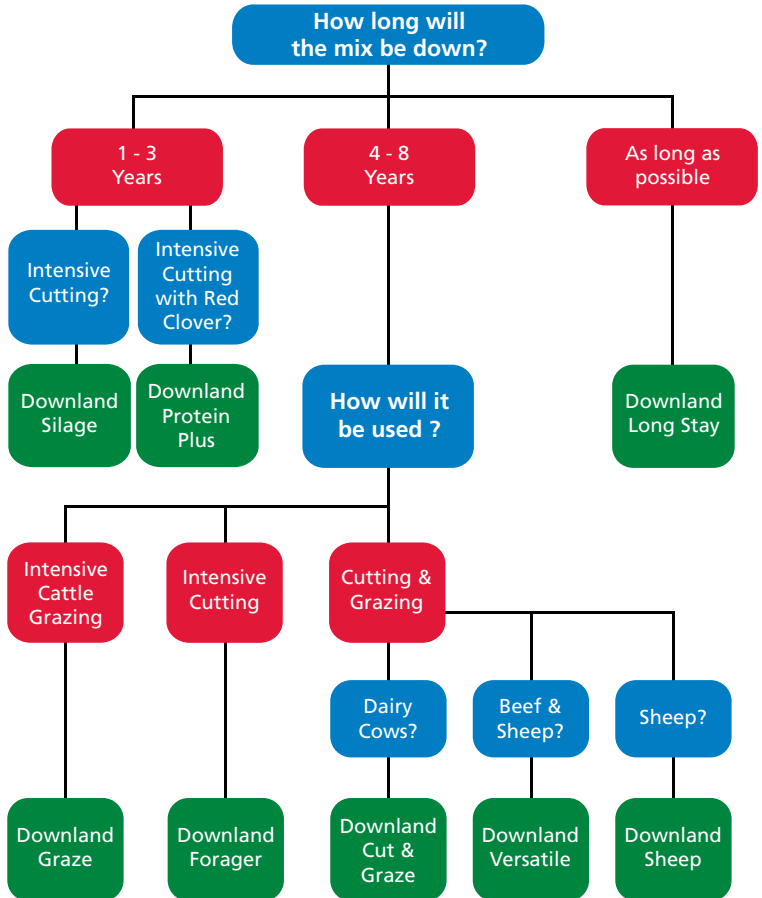 How long will
the mix be down?
1 - 3
Years
4 - 8
Years
As long as
possible
Intensive
Cutting?
Intensive
Cutting
with Red
Clover?
Downland
Silage
Downland
Protein
Plus
How will it
be used ?
Downland
Long Stay
Intensive
Cattle
Grazing
Intensive
Cutting
Cutting &
Grazing
Dairy
Cows?
Beef &
Sheep?
Sheep?
Downland
Graze
Downland
Forager
Downland
Cut &
Graze
Downland
Versatile
Downland
Sheep